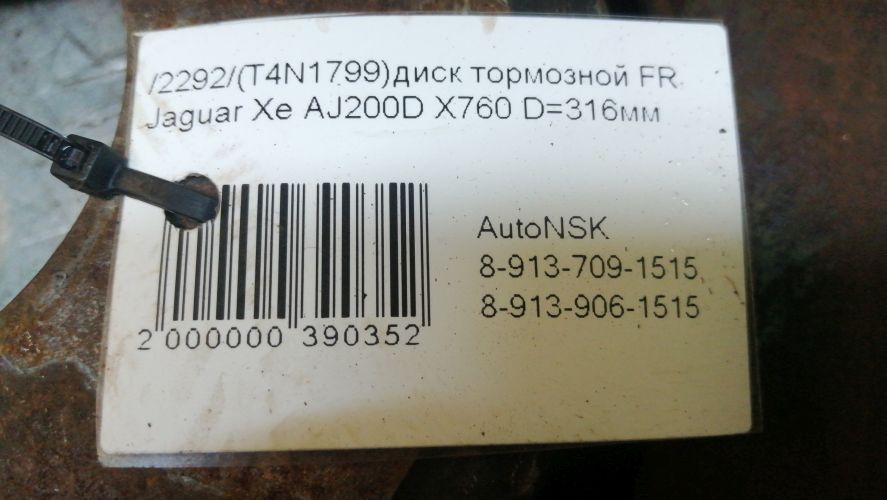 /2292/(T4N1799)диск тормозной FR
Jaguar Xe AJ200D X760 D=316мм
AutoNSK
8-913-709-1515
8-913-906-1515
2 000000 390352